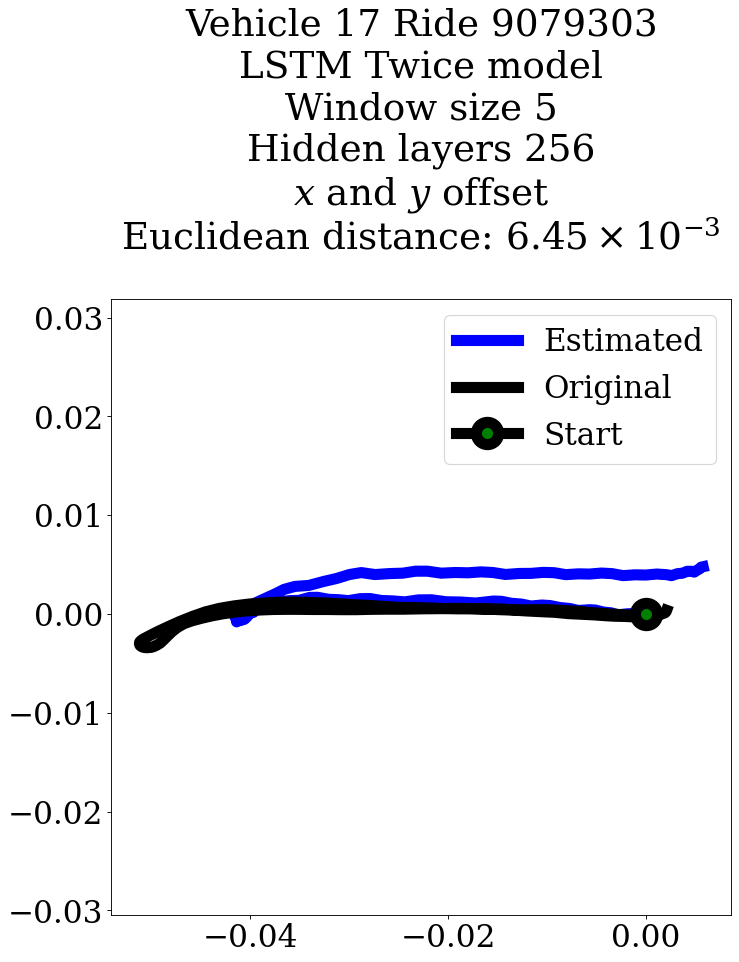 Vehicle 17 Ride 9079303
LSTM Twice model
Window size 5
Hidden layers 256
x and y offset
Euclidean distance: 6.45 × 10⁻³
Estimated
Original
Start
0.03
0.02
0.01
0.00
−0.01
−0.02
−0.03
−0.04
−0.02
0.00